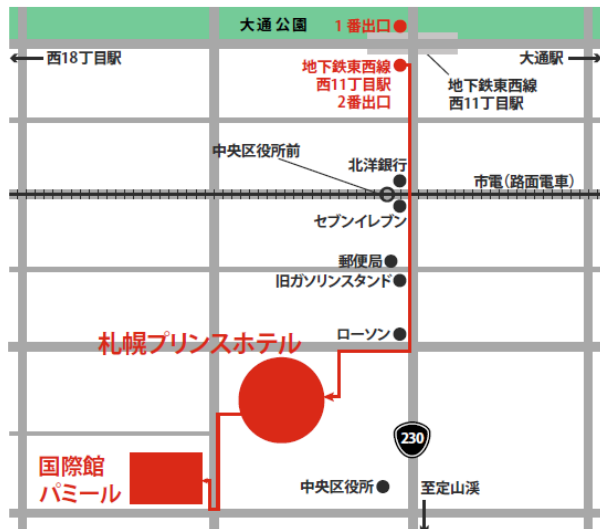 大通公園
1番出口
西18丁目駅
大通駅
地下鉄東西線
西11丁目駅
2番出口
地下鉄東西線
西11丁目駅
中央区役所前
北洋銀行
市電(路面電車)
セブンイレブン
郵便局
旧ガソリンスタンド
ローソン
札幌プリンスホテル
230
国際館
パミール
中央区役所
至定山渓